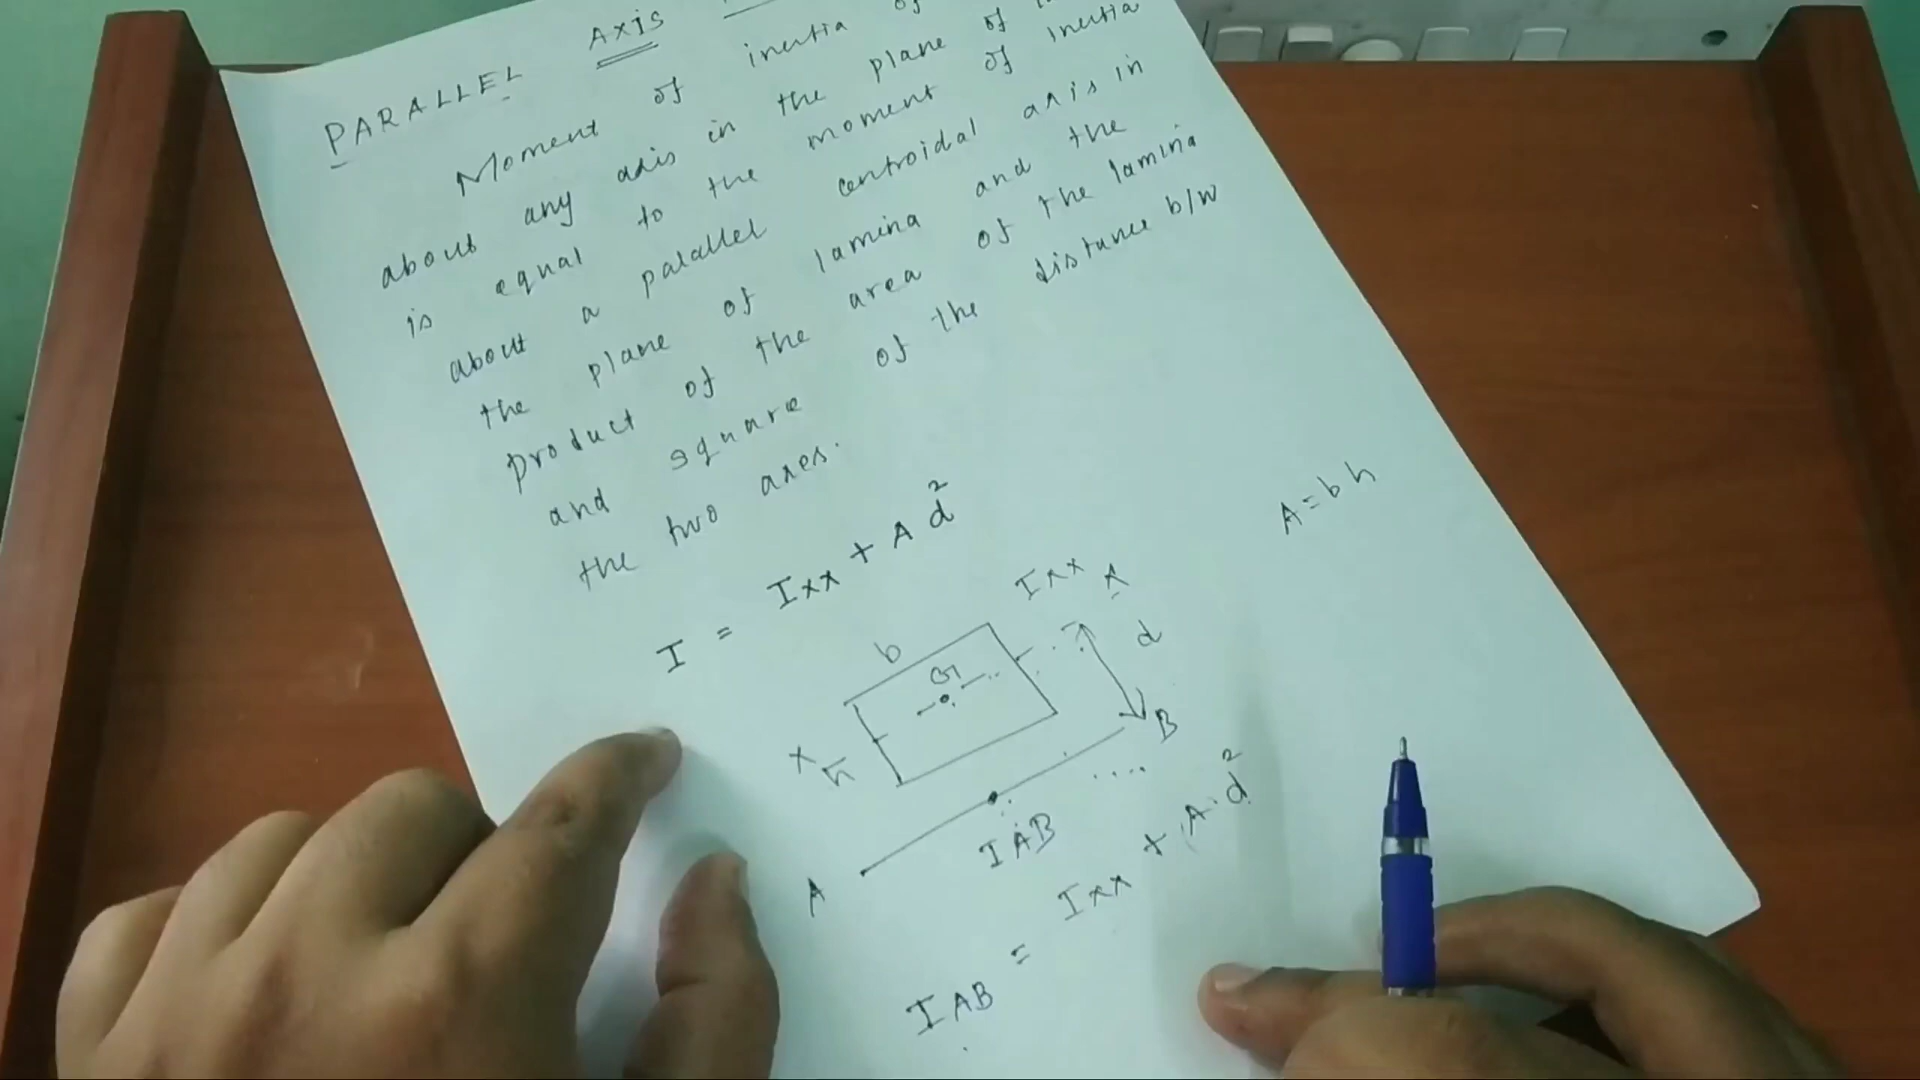 PARALLEL AXIS
Moment of inertia of
about any axis in the plane of
is equal to the moment of inertia
about a parallel centroidal axis in
the plane of lamina and the
product of the area of the lamina
and square of the distance b/w
the two axes.
I = Ixx + A d²
A = bh
Ixx
b
G
d
X
h
B
A
IAB
IAB = Ixx + A.d²